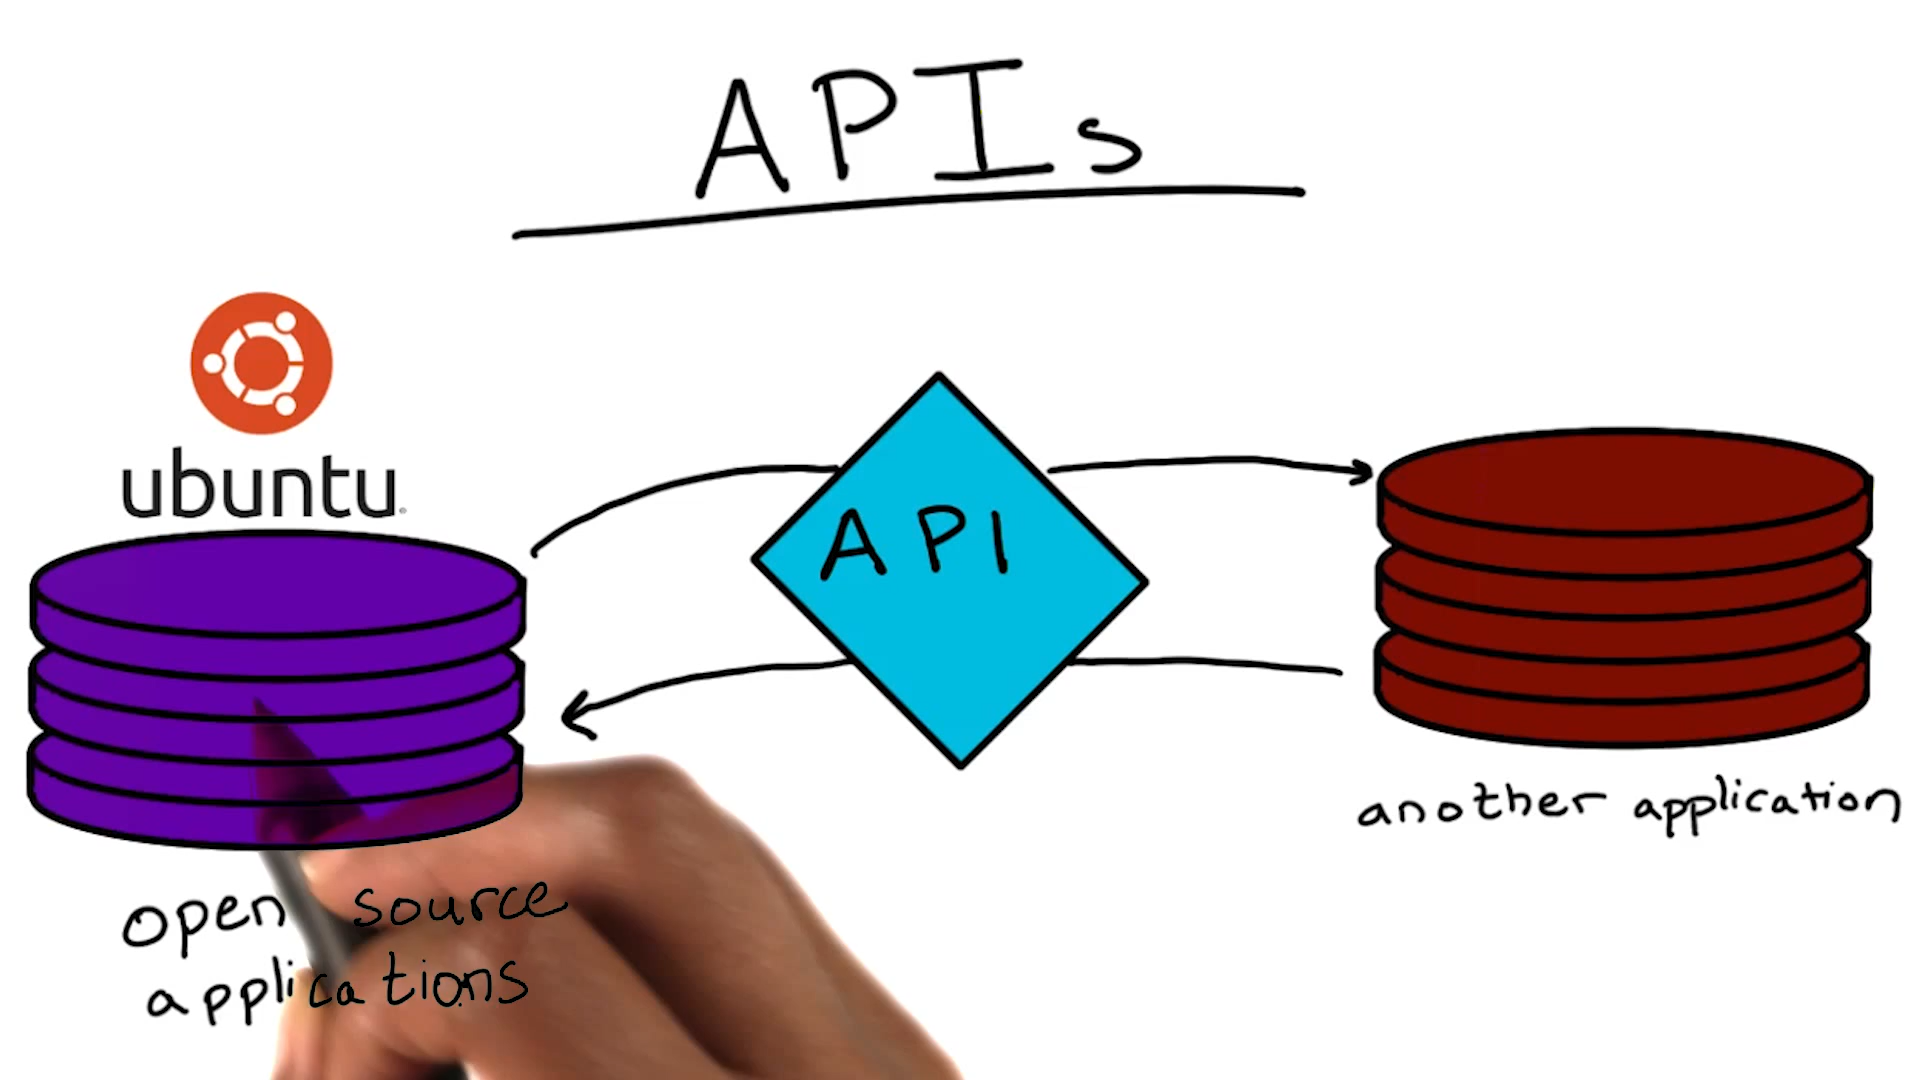 APIs
ubuntu
API
another application
open source
applications